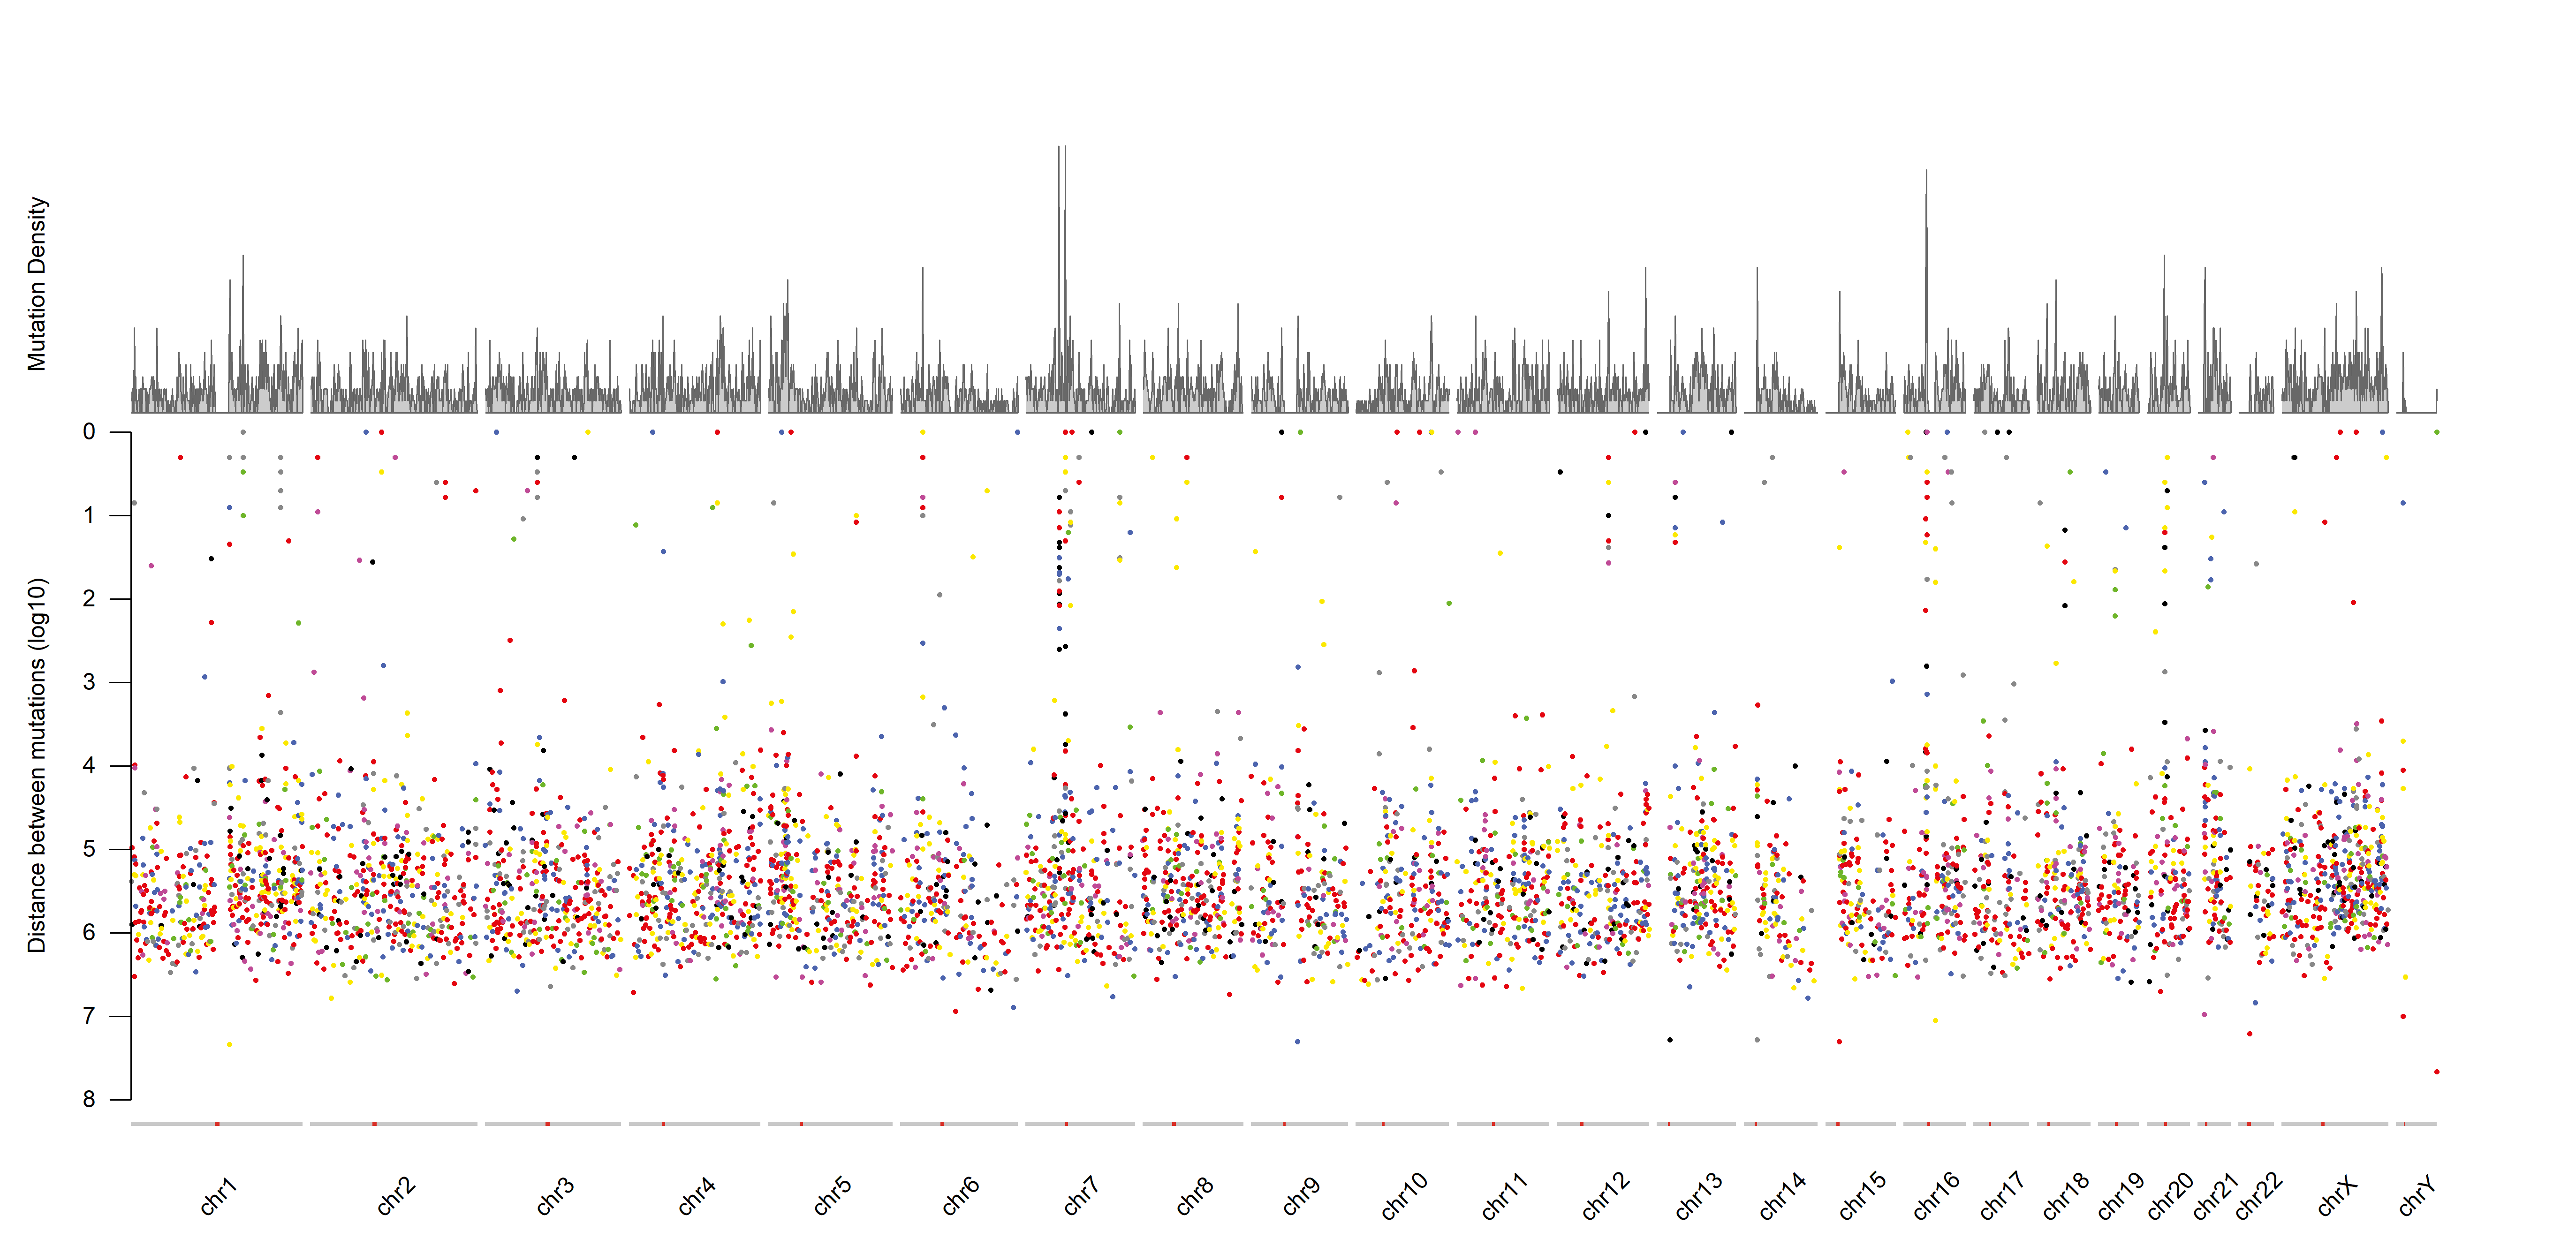 Mutation Density
Distance between mutations (log10)
0
1
2
3
4
5
6
7
8
chr1
chr2
chr3
chr4
chr5
chr6
chr7
chr8
chr9
chr10
chr11
chr12
chr13
chr14
chr15
chr16
chr17
chr18
chr19
chr20
chr21
chr22
chrX
chrY